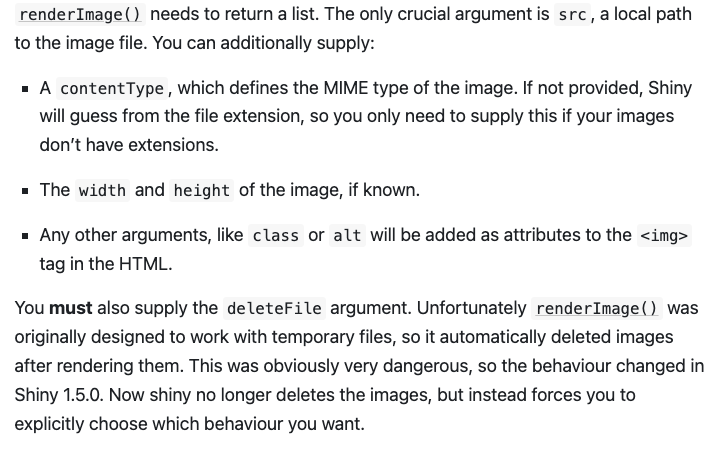 renderImage() needs to return a list. The only crucial argument is src, a local path
to the image file. You can additionally supply:
▪ A contentType, which defines the MIME type of the image. If not provided, Shiny
will guess from the file extension, so you only need to supply this if your images
don’t have extensions.
▪ The width and height of the image, if known.
▪ Any other arguments, like class or alt will be added as attributes to the <img>
tag in the HTML.
You must also supply the deleteFile argument. Unfortunately renderImage() was
originally designed to work with temporary files, so it automatically deleted images
after rendering them. This was obviously very dangerous, so the behaviour changed in
Shiny 1.5.0. Now shiny no longer deletes the images, but instead forces you to
explicitly choose which behaviour you want.